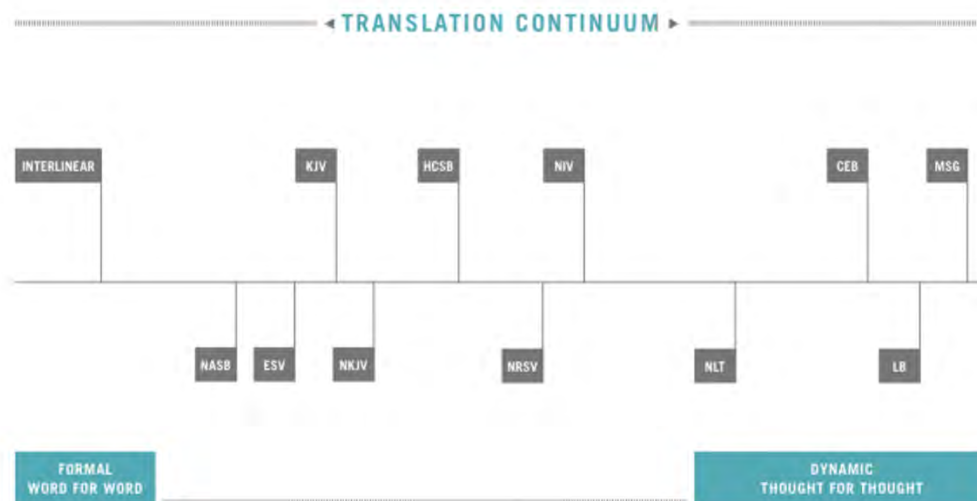 TRANSLATION CONTINUUM
INTERLINEAR
KJV
HCSB
NIV
CEB
MSG
NASB
ESV
NKJV
NRSV
NLT
LB
FORMAL
WORD FOR WORD
DYNAMIC
THOUGHT FOR THOUGHT